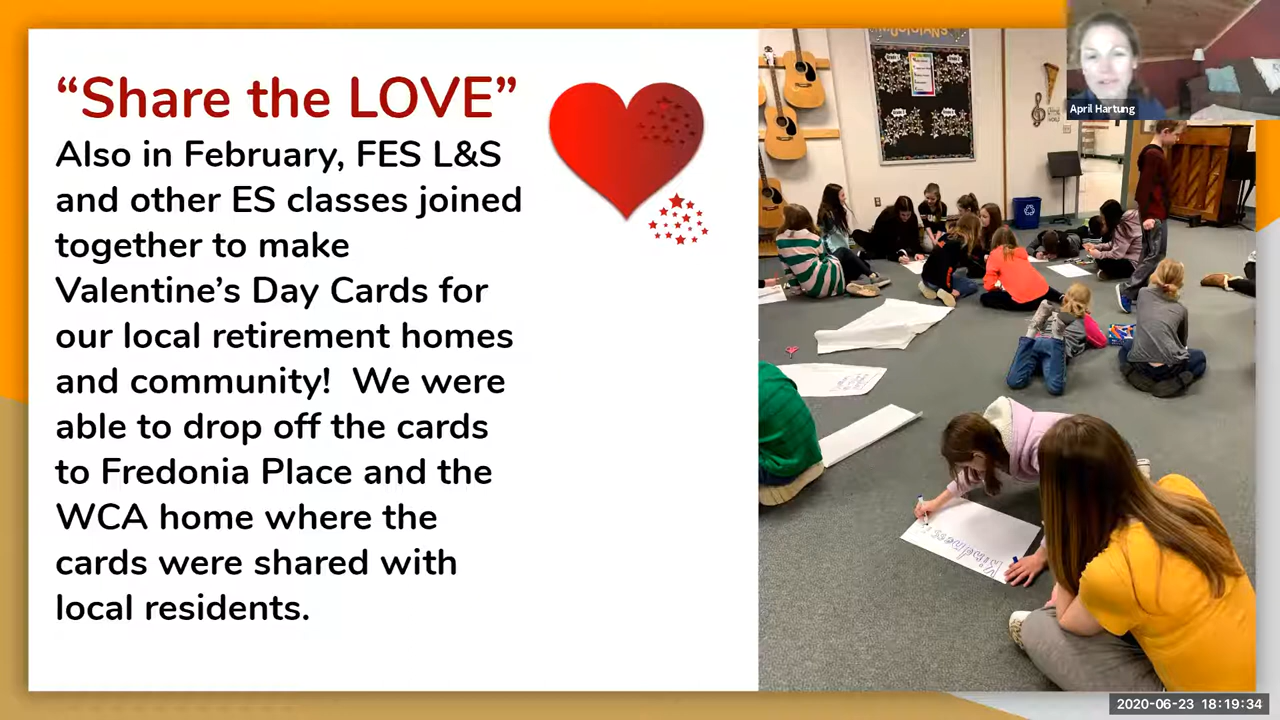 “Share the LOVE”
Also in February, FES L&S
and other ES classes joined
together to make
Valentine’s Day Cards for
our local retirement homes
and community!  We were
able to drop off the cards
to Fredonia Place and the
WCA home where the
cards were shared with
local residents.
April Hartung
Kindness
2020-06-23 18:19:34